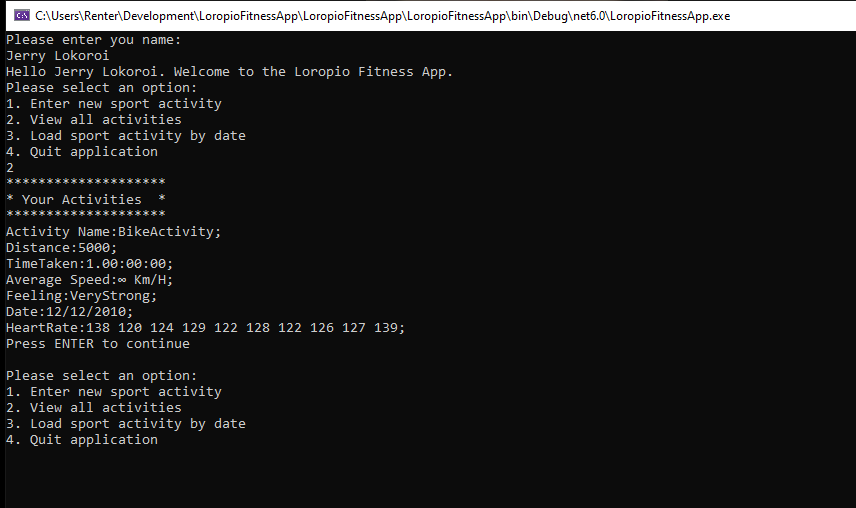 C:\Users\Renter\Development\LoropioFitnessApp\LoropioFitnessApp\LoropioFitnessApp\bin\Debug\net6.0\LoropioFitnessApp.exe
Please enter you name:
Jerry Lokoroi
Hello Jerry Lokoroi. Welcome to the Loropio Fitness App.
Please select an option:
1. Enter new sport activity
2. View all activities
3. Load sport activity by date
4. Quit application
2
********************
* Your Activities  *
********************
Activity Name:BikeActivity;
Distance:5000;
TimeTaken:1.00:00:00;
Average Speed:∞ Km/H;
Feeling:VeryStrong;
Date:12/12/2010;
HeartRate:138 120 124 129 122 128 122 126 127 139;
Press ENTER to continue
Please select an option:
1. Enter new sport activity
2. View all activities
3. Load sport activity by date
4. Quit application